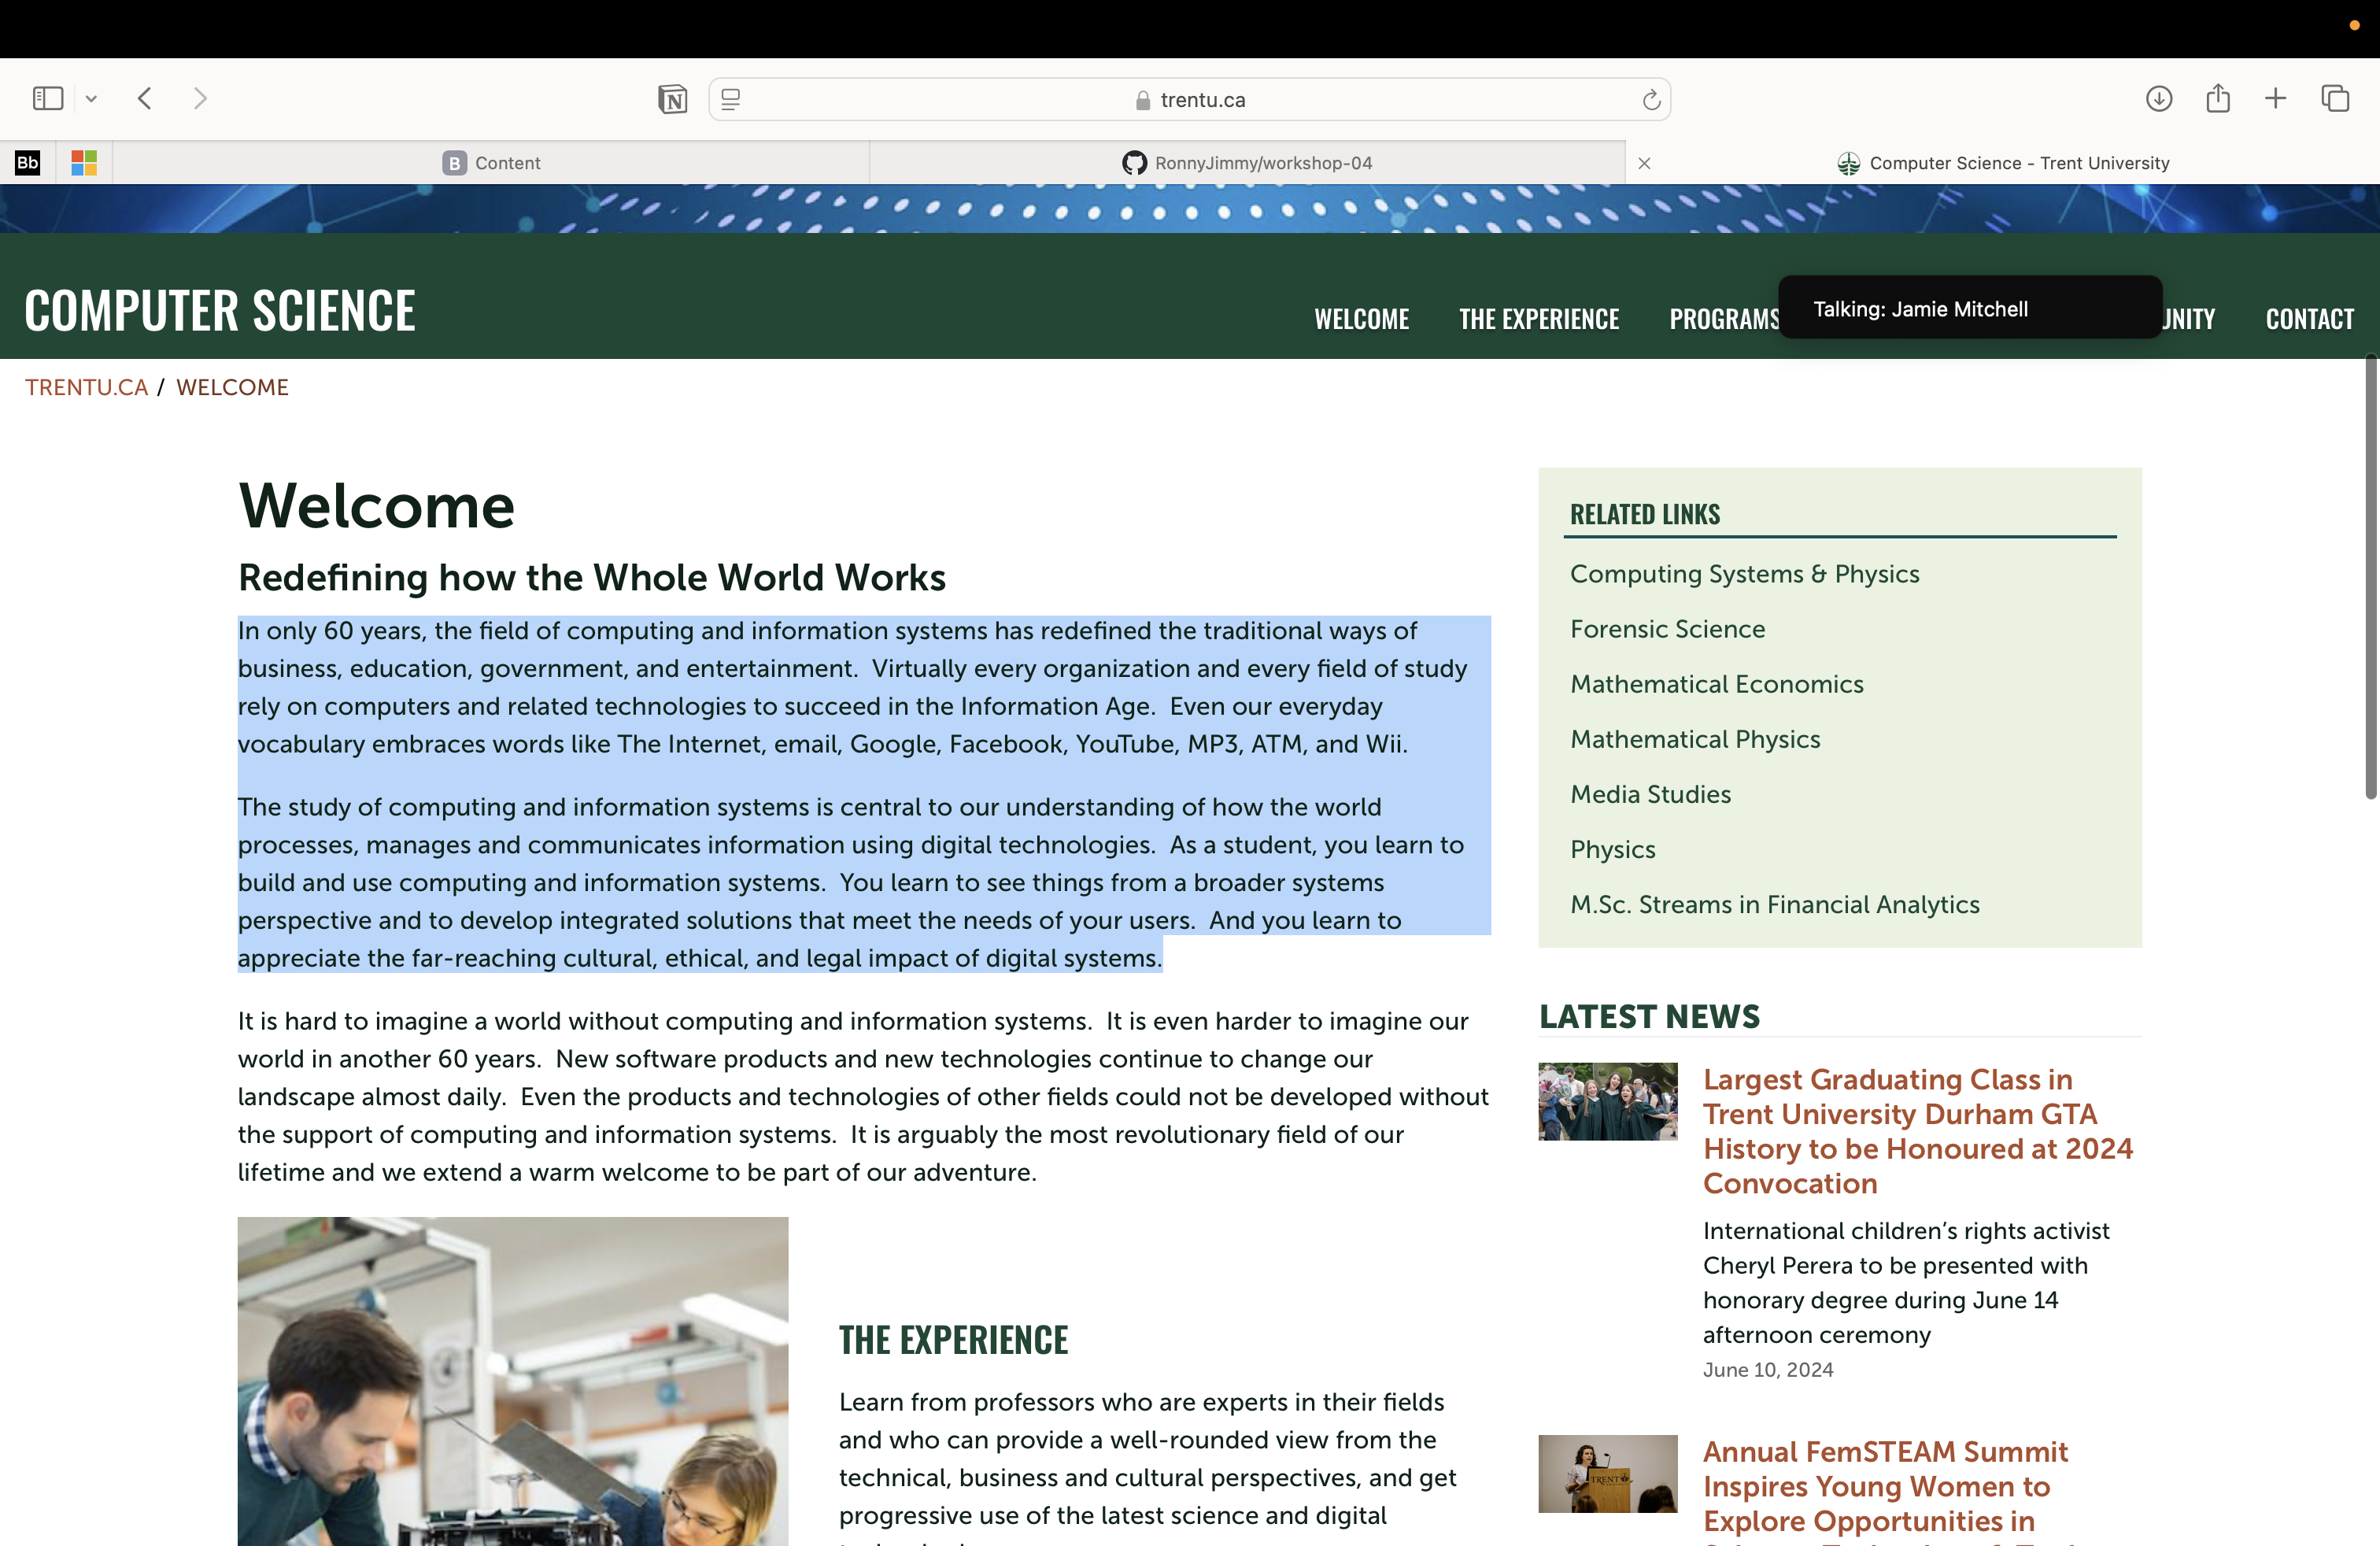 trentu.ca
Bb
B Content
RonnyJimmy/workshop-04
Computer Science - Trent University
COMPUTER SCIENCE
WELCOME
THE EXPERIENCE
PROGRAMS
Talking: Jamie Mitchell
CONTACT
TRENTU.CA / WELCOME
Welcome
Redefining how the Whole World Works
In only 60 years, the field of computing and information systems has redefined the traditional ways of
business, education, government, and entertainment. Virtually every organization and every field of study
rely on computers and related technologies to succeed in the Information Age. Even our everyday
vocabulary embraces words like The Internet, email, Google, Facebook, YouTube, MP3, ATM, and Wii.
The study of computing and information systems is central to our understanding of how the world
processes, manages and communicates information using digital technologies. As a student, you learn to
build and use computing and information systems. You learn to see things from a broader systems
perspective and to develop integrated solutions that meet the needs of your users. And you learn to
appreciate the far-reaching cultural, ethical, and legal impact of digital systems.
It is hard to imagine a world without computing and information systems. It is even harder to imagine our
world in another 60 years. New software products and new technologies continue to change our
landscape almost daily. Even the products and technologies of other fields could not be developed without
the support of computing and information systems. It is arguably the most revolutionary field of our
lifetime and we extend a warm welcome to be part of our adventure.
THE EXPERIENCE
Learn from professors who are experts in their fields
and who can provide a well-rounded view from the
technical, business and cultural perspectives, and get
progressive use of the latest science and digital
RELATED LINKS
Computing Systems & Physics
Forensic Science
Mathematical Economics
Mathematical Physics
Media Studies
Physics
M.Sc. Streams in Financial Analytics
LATEST NEWS
Largest Graduating Class in
Trent University Durham GTA
History to be Honoured at 2024
Convocation
International children's rights activist
Cheryl Perera to be presented with
honorary degree during June 14
afternoon ceremony
June 10, 2024
TRENT
Annual FemSTEAM Summit
Inspires Young Women to
Explore Opportunities in